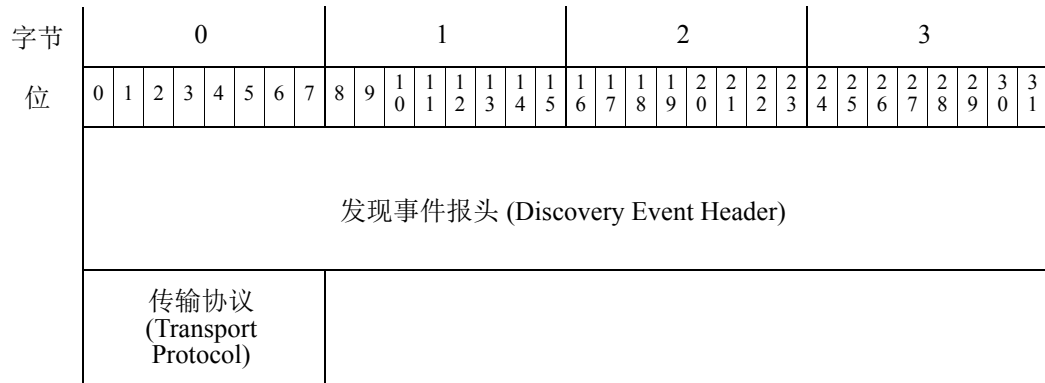 字节 0 1 2 3
位 0 1 2 3 4 5 6 7 8 9 10 11 12 13 14 15 16 17 18 19 20 21 22 23 24 25 26 27 28 29 30 31
发现事件报头 (Discovery Event Header)
传输协议
(Transport
Protocol)